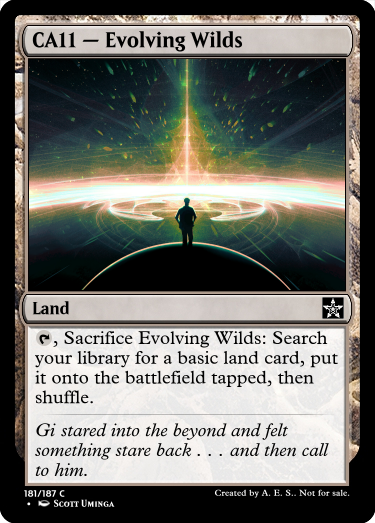 CA11 — Evolving Wilds
Land
, Sacrifice Evolving Wilds: Search
your library for a basic land card, put
it onto the battlefield tapped, then
shuffle.
Gi stared into the beyond and felt
something stare back . . . and then call
to him.
181/187 C
Created by A. E. S.. Not for sale.
• Scott Uminga